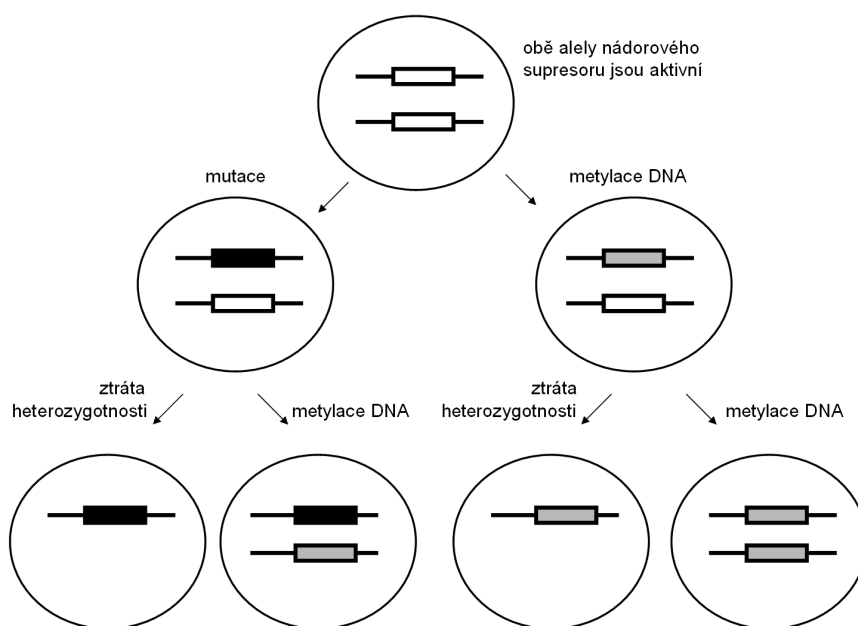 obě alely nádorového
supresoru jsou aktivní
mutace
metylace DNA
ztráta
heterozygotnosti
metylace DNA
ztráta
heterozygotnosti
metylace DNA